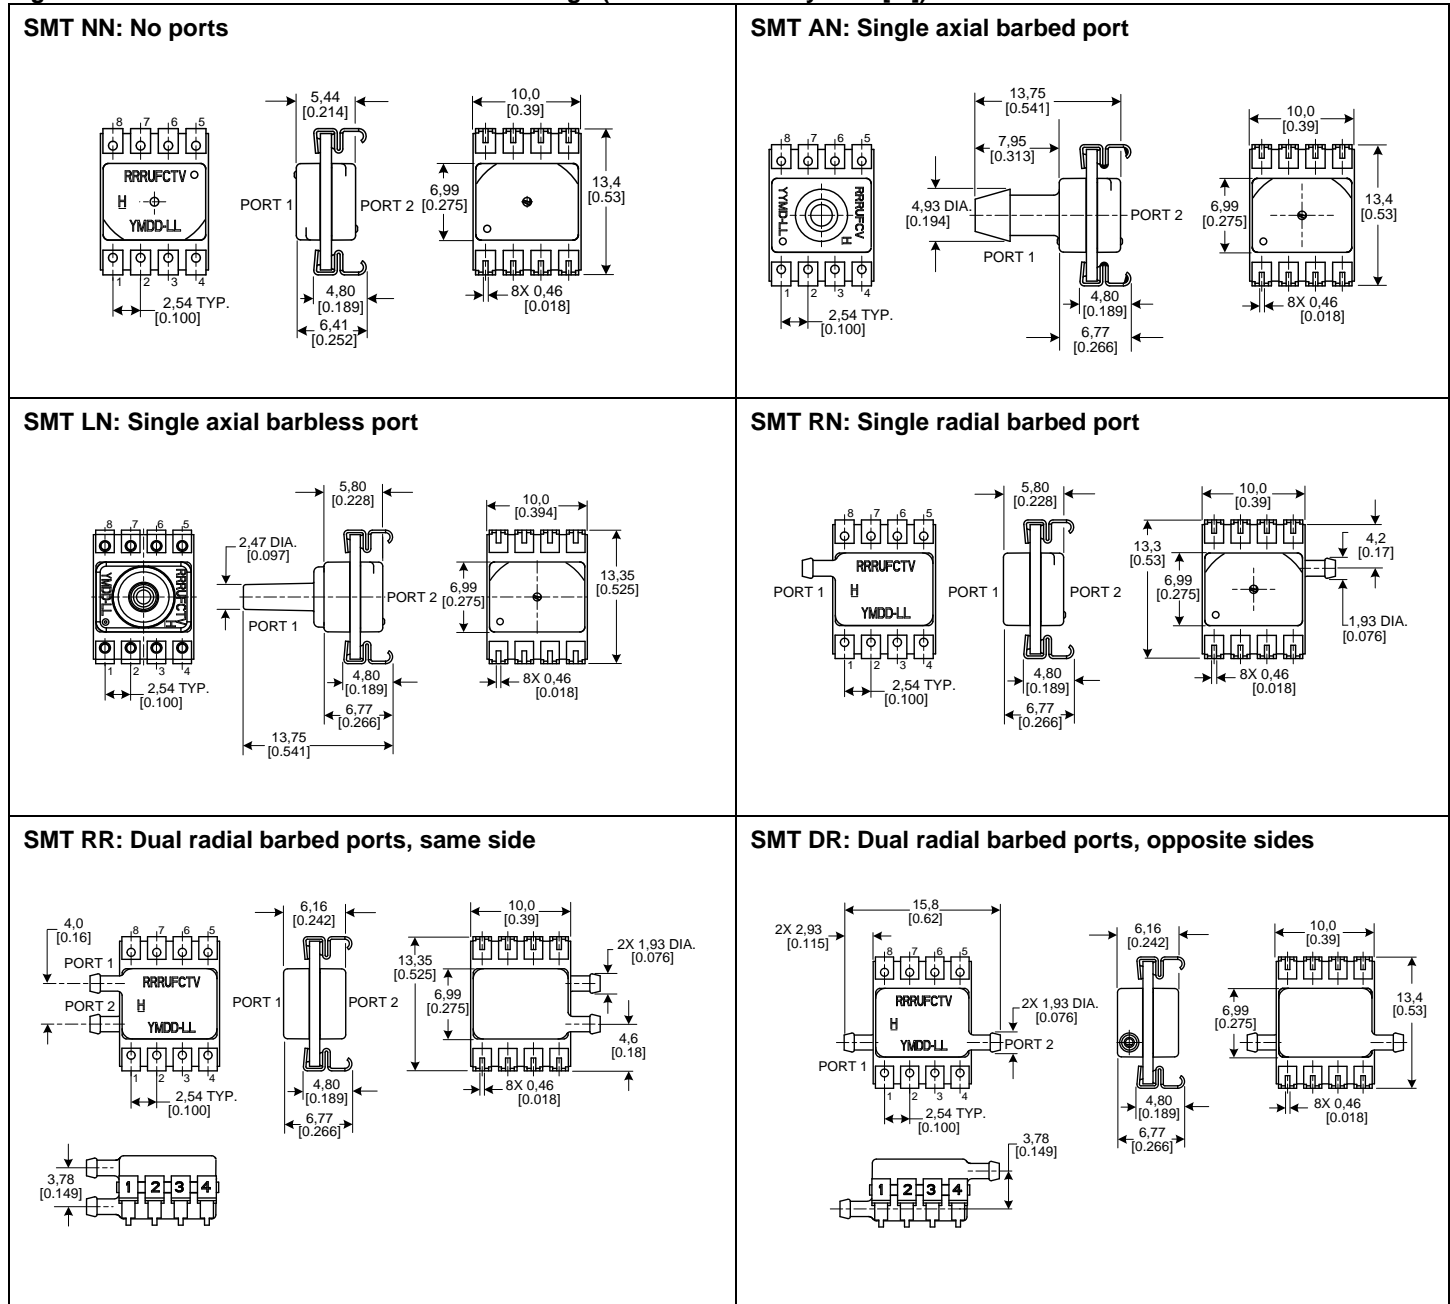 SMT NN: No ports
5,44
[0.214]
10,0
[0.39]
8 7 6 5
RRRUFCTV
H
YMDD-LL
PORT 1
PORT 2
6,99
[0.275]
13,4
[0.53]
1 2 3 4
2,54 TYP.
[0.100]
4,80
[0.189]
6,41
[0.252]
8X 0,46
[0.018]
SMT AN: Single axial barbed port
13,75
[0.541]
7,95
[0.313]
10,0
[0.39]
8 7 6 5
YYMD-LL
RRRUFCV
H
4,93 DIA.
[0.194]
PORT 1
PORT 2
6,99
[0.275]
13,4
[0.53]
1 2 3 4
2,54 TYP.
[0.100]
4,80
[0.189]
6,77
[0.266]
8X 0,46
[0.018]
SMT LN: Single axial barbless port
5,80
[0.228]
10,0
[0.394]
8 7 6 5
YMDD-LL
RRRUFCTV
H
2,47 DIA.
[0.097]
PORT 1
PORT 2
6,99
[0.275]
13,35
[0.525]
1 2 3 4
2,54 TYP.
[0.100]
4,80
[0.189]
6,77
[0.266]
13,75
[0.541]
8X 0,46
[0.018]
SMT RN: Single radial barbed port
5,80
[0.228]
10,0
[0.39]
8 7 6 5
RRRUFCTV
H
YMDD-LL
PORT 1
PORT 1
PORT 2
13,3
[0.53]
6,99
[0.275]
4,2
[0.17]
1,93 DIA.
[0.076]
1 2 3 4
2,54 TYP.
[0.100]
4,80
[0.189]
6,77
[0.266]
8X 0,46
[0.018]
SMT RR: Dual radial barbed ports, same side
4,0
[0.16]
6,16
[0.242]
10,0
[0.39]
8 7 6 5
PORT 1
PORT 2
RRRUFCTV
H
YMDD-LL
PORT 1
PORT 2
13,35
[0.525]
6,99
[0.275]
2X 1,93 DIA.
[0.076]
4,6
[0.18]
1 2 3 4
2,54 TYP.
[0.100]
4,80
[0.189]
6,77
[0.266]
8X 0,46
[0.018]
3,78
[0.149]
1 2 3 4
SMT DR: Dual radial barbed ports, opposite sides
15,8
[0.62]
2X 2,93
[0.115]
6,16
[0.242]
10,0
[0.39]
8 7 6 5
RRRUFCTV
H
YMDD-LL
PORT 1
2X 1,93 DIA.
[0.076]
PORT 2
6,99
[0.275]
13,4
[0.53]
1 2 3 4
2,54 TYP.
[0.100]
4,80
[0.189]
6,77
[0.266]
8X 0,46
[0.018]
3,78
[0.149]
1 2 3 4